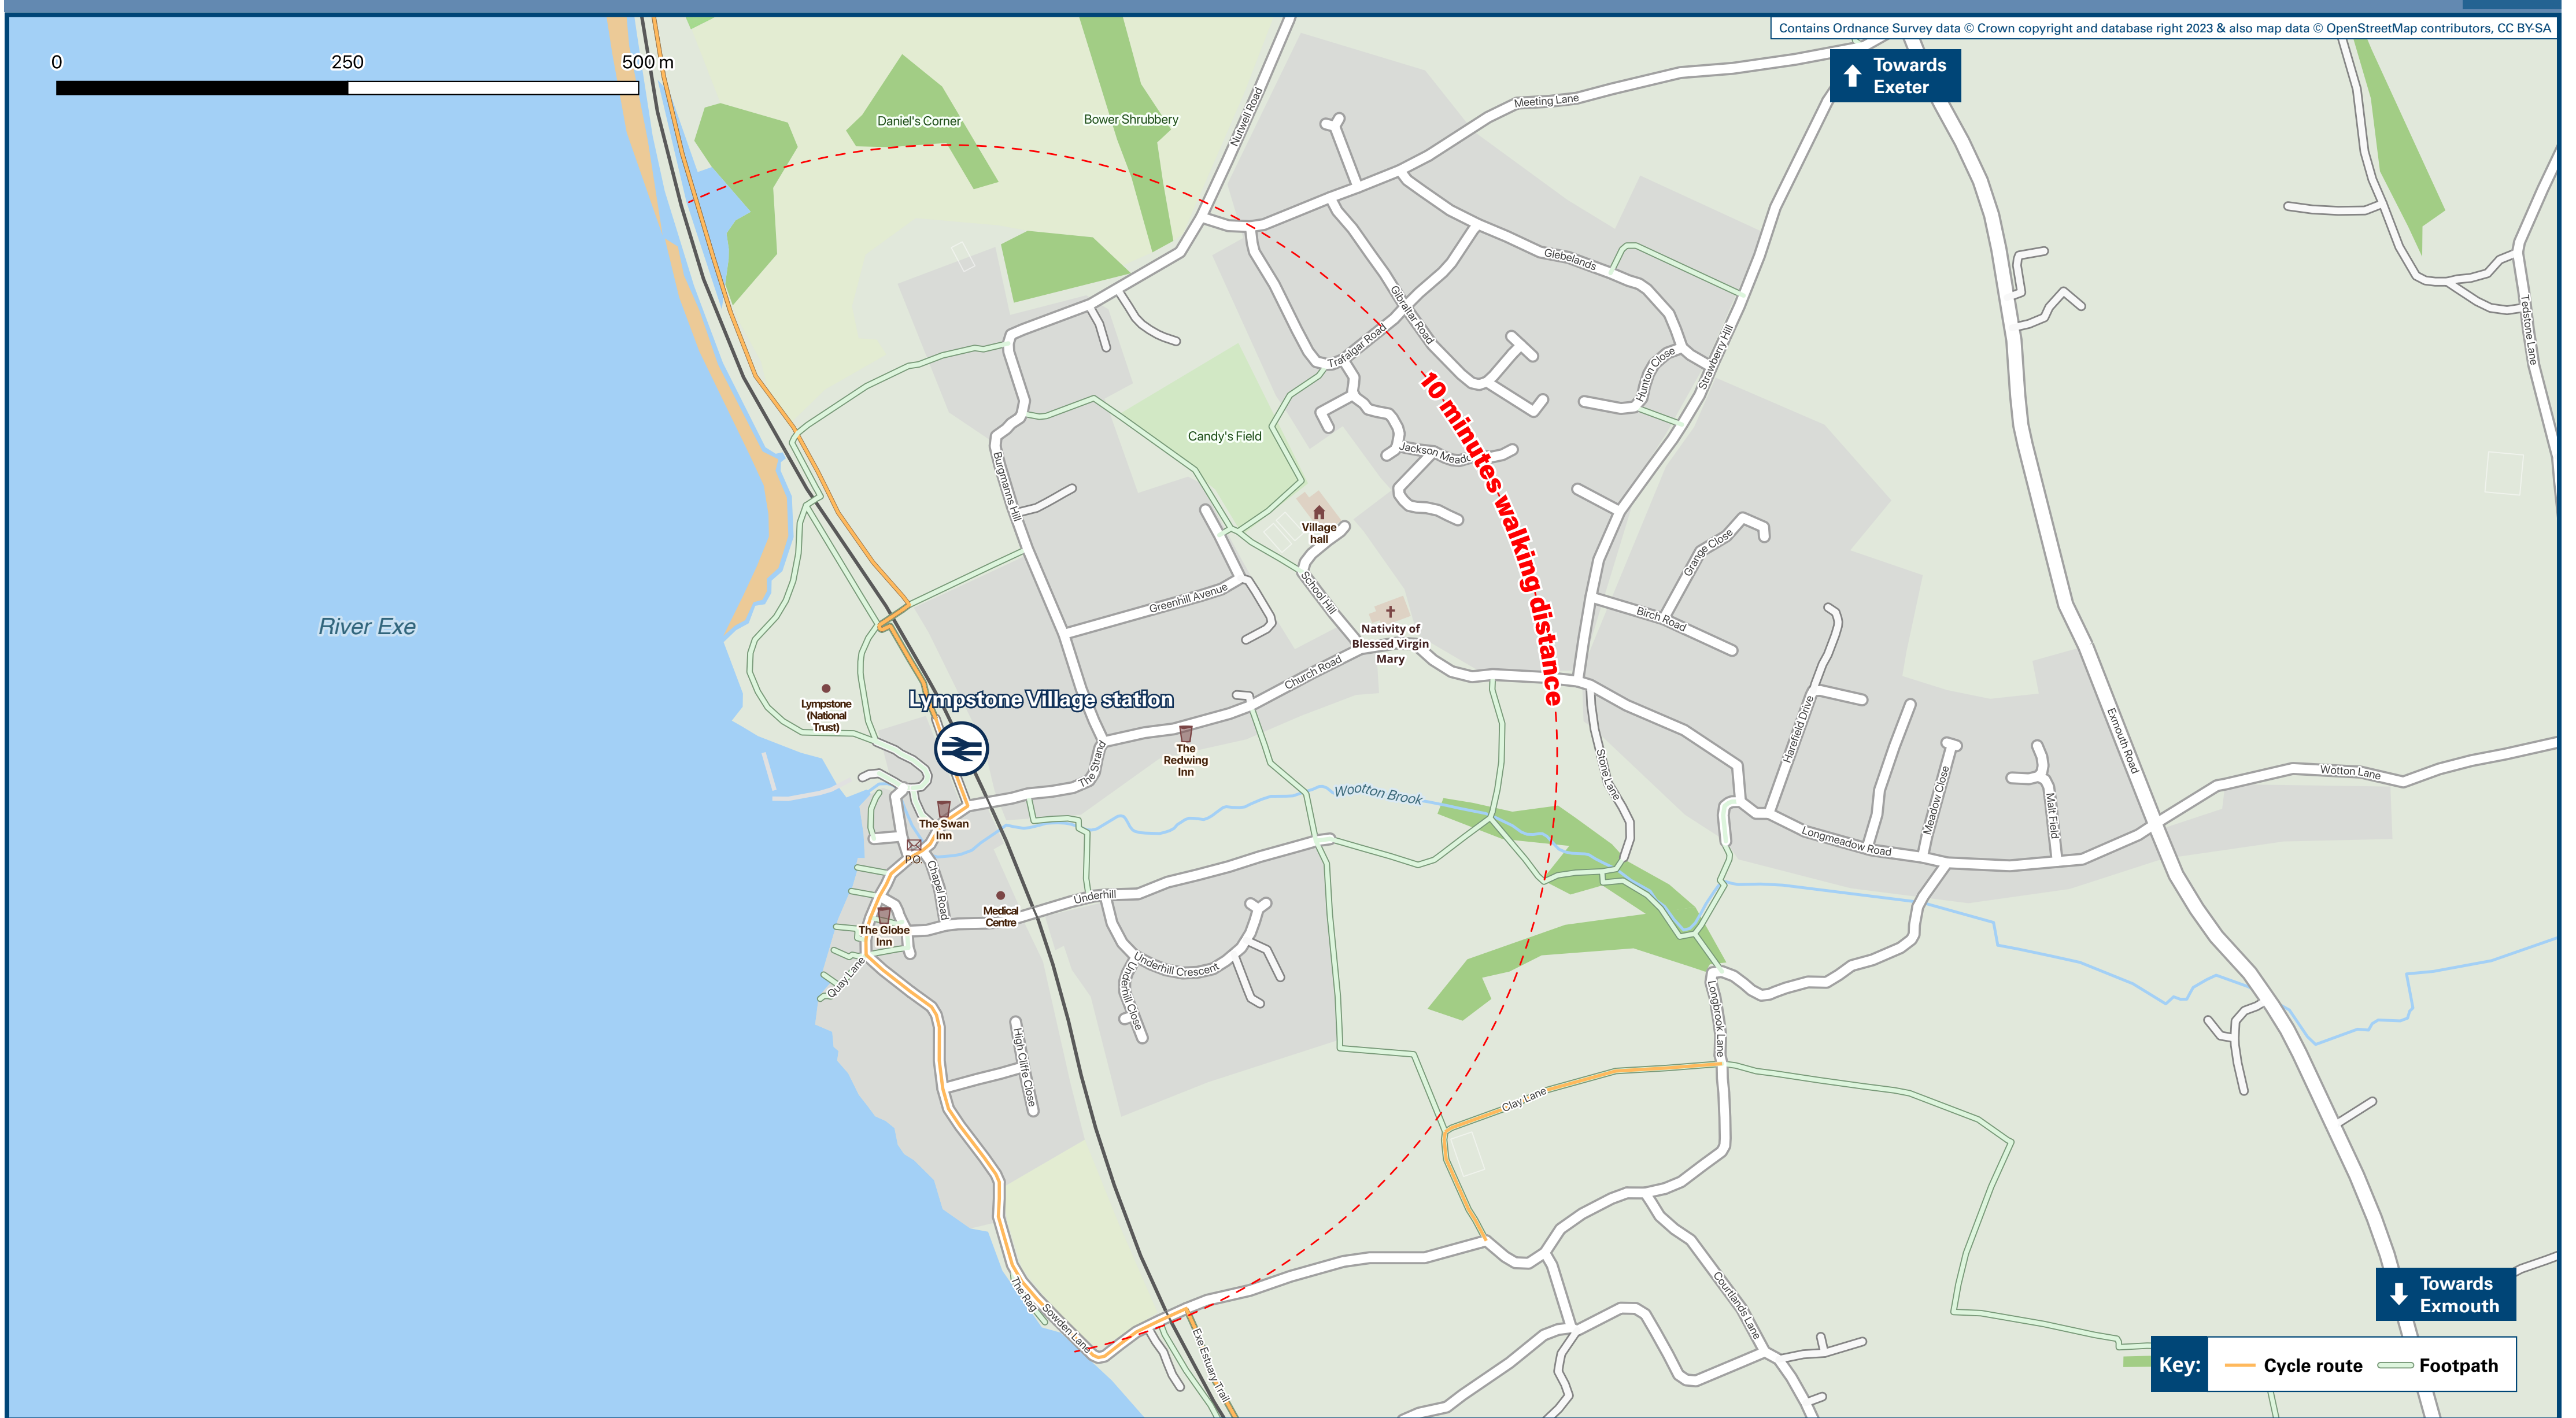 Contains Ordnance Survey data © Crown copyright and database right 2023 & also map data © OpenStreetMap contributors, CC BY-SA
0
250
500 m
Towards
Exeter
Daniel's Corner
Bower Shrubbery
Nutwell Road
Meeting Lane
Glebelands
Gibraltar Road
Trafalgar Road
Hunton Close
Strawberry Hill
Tedstone Lane
10 minutes walking distance
Candy's Field
Jackson Meado
Burgmanns Hill
Village
hall
Grange Close
Greenhill Avenue
School Hill
Birch Road
River Exe
Nativity of
Blessed Virgin
Mary
Church Road
Lympstone
(National
Trust)
Lympstone Village station
Harefield Drive
Exmouth Road
The Strand
The
Redwing
Inn
Stone Lane
Wotton Lane
Wootton Brook
Meadow Close
Malt Field
The Swan
Inn
Longmeadow Road
P.O.
Chapel Road
Underhill
Medical
Centre
The Globe
Inn
Quay Lane
Underhill Crescent
Underhill Close
Longbrook Lane
High Cliffe Close
Clay Lane
The Rag
Sowden Lane
Courtlands Lane
Exe Estuary Trail
Towards
Exmouth
Key:
Cycle route
Footpath